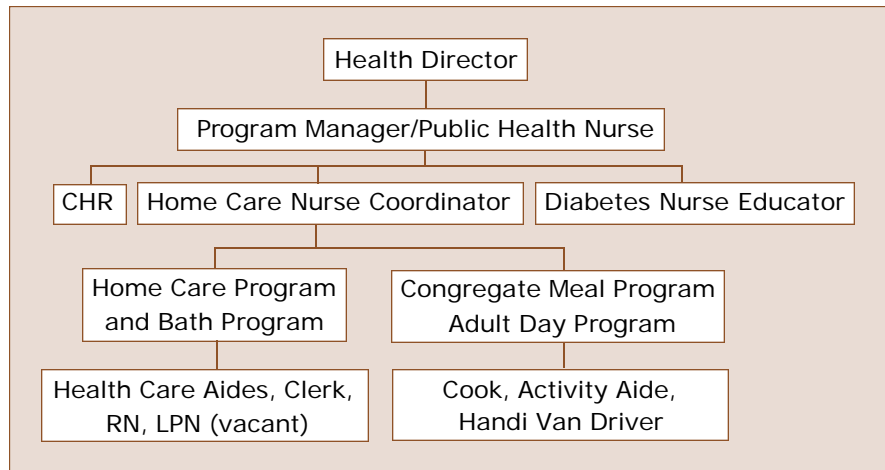 Health Director
Program Manager/Public Health Nurse
CHR
Home Care Nurse Coordinator
Diabetes Nurse Educator
Home Care Program
and Bath Program
Congregate Meal Program
Adult Day Program
Health Care Aides, Clerk,
RN, LPN (vacant)
Cook, Activity Aide,
Handi Van Driver